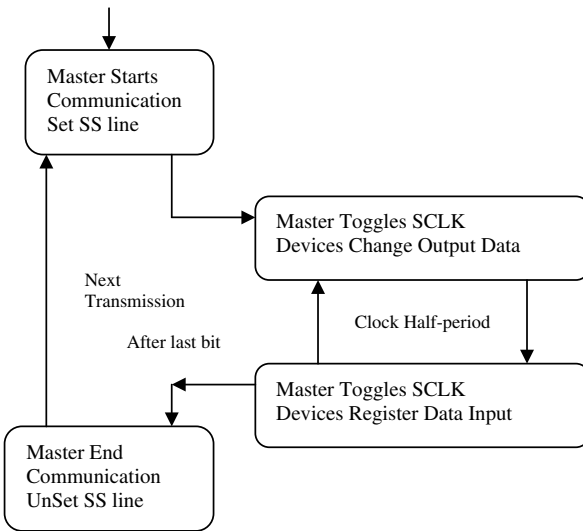 Master Starts
Communication
Set SS line
Master Toggles SCLK
Devices Change Output Data
Next
Transmission
Clock Half-period
After last bit
Master Toggles SCLK
Devices Register Data Input
Master End
Communication
UnSet SS line